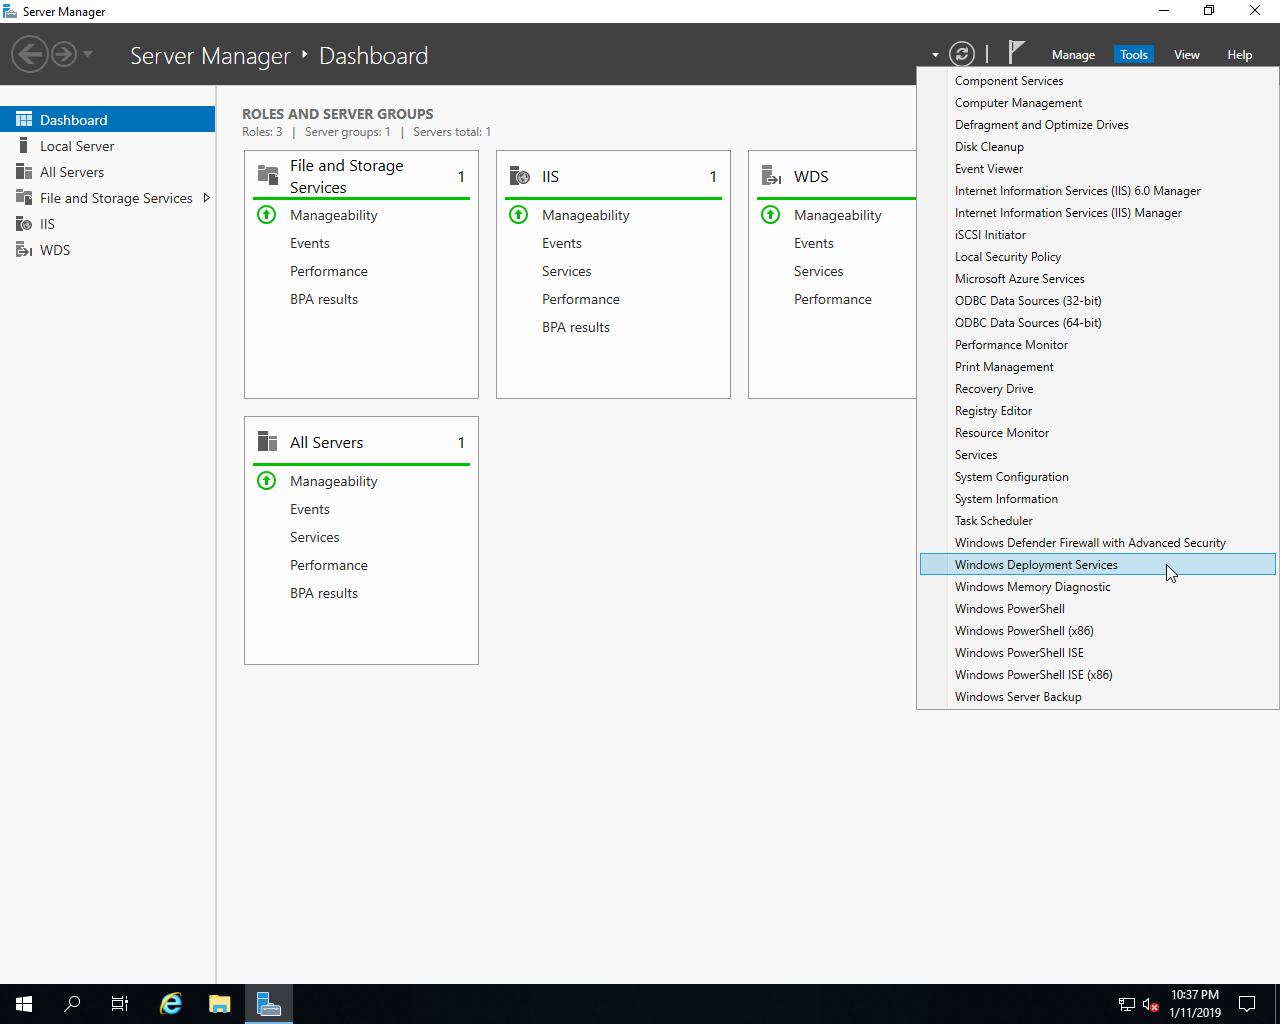 Server Manager
Server Manager Dashboard
Manage Tools View Help
Dashboard
Local Server
All Servers
File and Storage Services
IIS
WDS
ROLES AND SERVER GROUPS
Roles: 3 | Server groups: 1 | Servers total: 1
File and Storage
Services
1
Manageability
Events
Performance
BPA results
IIS 1
Manageability
Events
Services
Performance
BPA results
WDS
Manageability
Events
Services
Performance
All Servers 1
Manageability
Events
Services
Performance
BPA results
Component Services
Computer Management
Defragment and Optimize Drives
Disk Cleanup
Event Viewer
Internet Information Services (IIS) 6.0 Manager
Internet Information Services (IIS) Manager
iSCSI Initiator
Local Security Policy
Microsoft Azure Services
ODBC Data Sources (32-bit)
ODBC Data Sources (64-bit)
Performance Monitor
Print Management
Recovery Drive
Registry Editor
Resource Monitor
Services
System Configuration
System Information
Task Scheduler
Windows Defender Firewall with Advanced Security
Windows Deployment Services
Windows Memory Diagnostic
Windows PowerShell
Windows PowerShell (x86)
Windows PowerShell ISE
Windows PowerShell ISE (x86)
Windows Server Backup
10:37 PM
1/11/2019